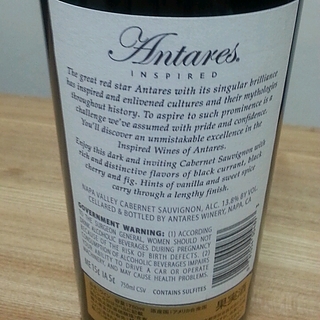 Antares
INSPIRED
The great red star Antares with its singular brilliance
has inspired and enlivened cultures and their mythologies
throughout history. To aspire to such prominence is a
challenge we've assumed with pride and confidence.
You'll discover an unmistakable excellence in the
Inspired Wines of Antares.
Enjoy this dark and inviting Cabernet Sauvignon with
rich and distinctive flavors of black currant, black
cherry and fig. Hints of vanilla and sweet spice
carry through a lengthy finish.
NAPA VALLEY CABERNET SAUVIGNON, ALC. 13.8% BY VOL.
CELLARED & BOTTLED BY ANTARES WINERY, NAPA, CA
GOVERNMENT WARNING: (1) ACCORDING
TO THE SURGEON GENERAL, WOMEN SHOULD NOT
DRINK ALCOHOLIC BEVERAGES DURING PREGNANCY
BECAUSE OF THE RISK OF BIRTH DEFECTS. (2)
CONSUMPTION OF ALCOHOLIC BEVERAGES IMPAIRS
YOUR ABILITY TO DRIVE A CAR OR OPERATE
MACHINERY, AND MAY CAUSE HEALTH PROBLEMS.
ME 15¢ IA 5¢ 750ml CSV CONTAINS SULFITES
果実